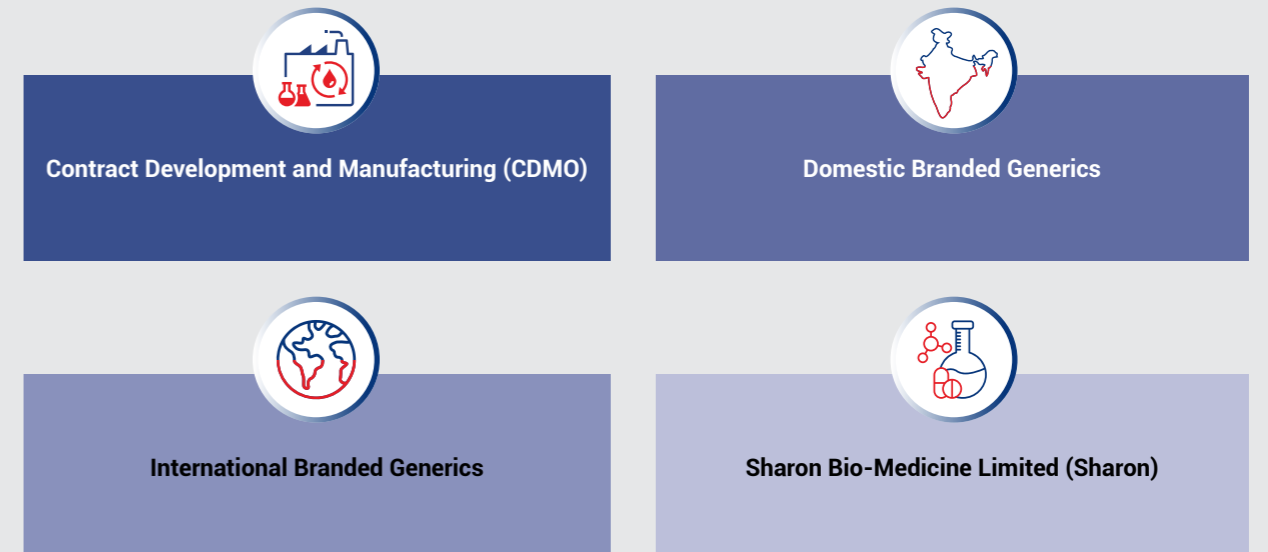 Contract Development and Manufacturing (CDMO)
Domestic Branded Generics
International Branded Generics
Sharon Bio-Medicine Limited (Sharon)